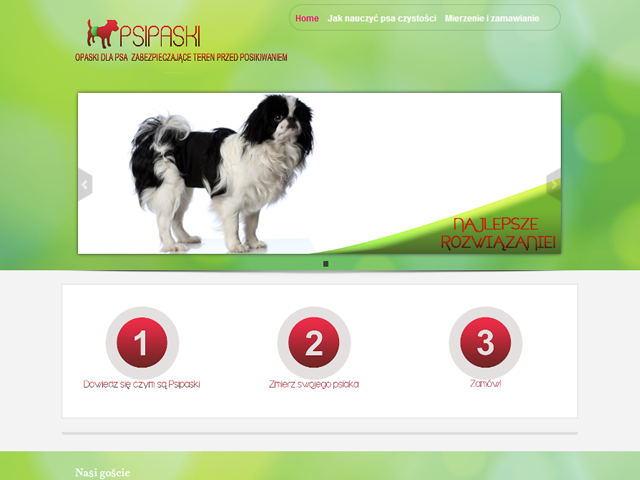 Home Jak nauczyć psa czystości Mierzenie i zamawianie
PSIPASKI
OPASKI DLA PSA ZABEZPIECZAJĄCE TEREN PRZED POSIKIWANIEM
NAJLEPSZE
ROZWIĄZANIE!
1 2 3
Dowiedz się czym są Psipaski Zmierz swojego psiaka Zamów!
Nasi goście